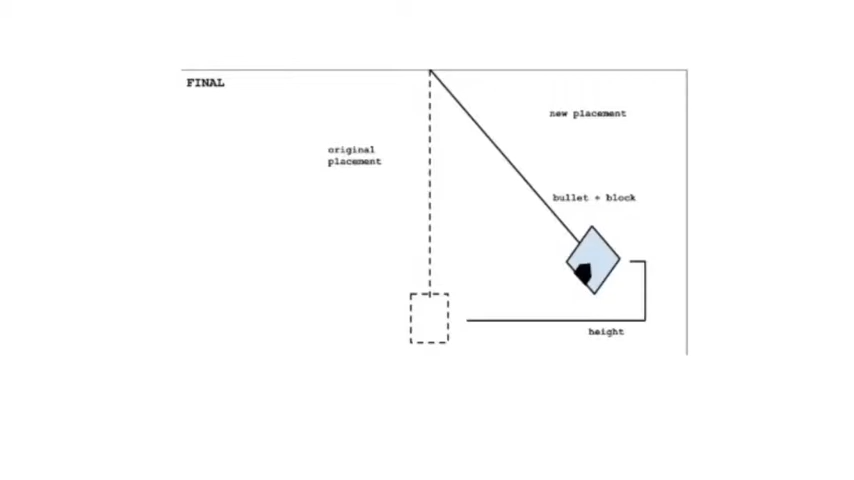 FINAL
new placement
original
placement
bullet + block
height